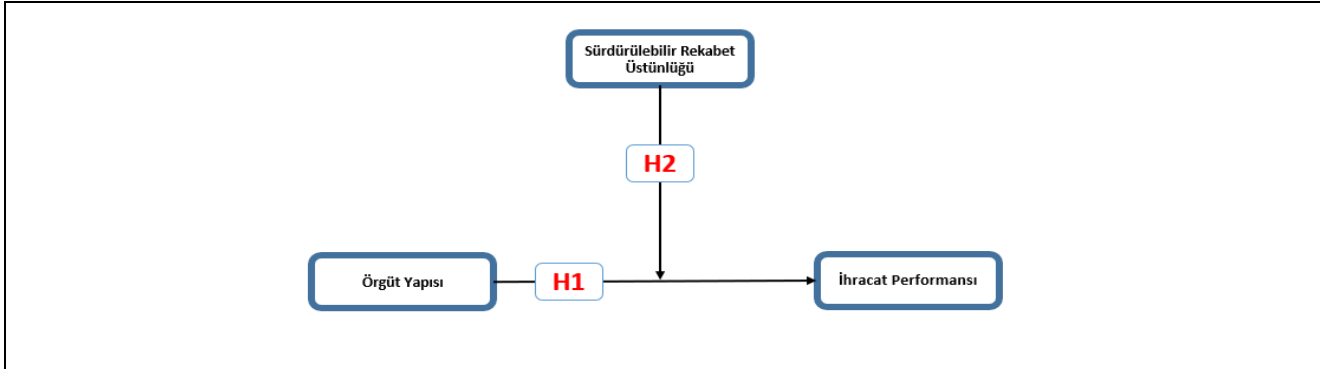 Sürdürülebilir Rekabet
Üstünlüğü
H2
Örgüt Yapısı
H1
İhracat Performansı